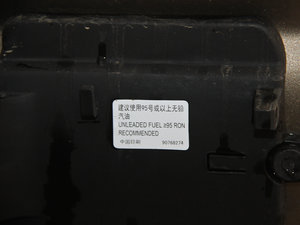 建议使用95号或以上无铅
汽油
UNLEADED FUEL ≥95 RON
RECOMMENDED
中国印刷 90768274